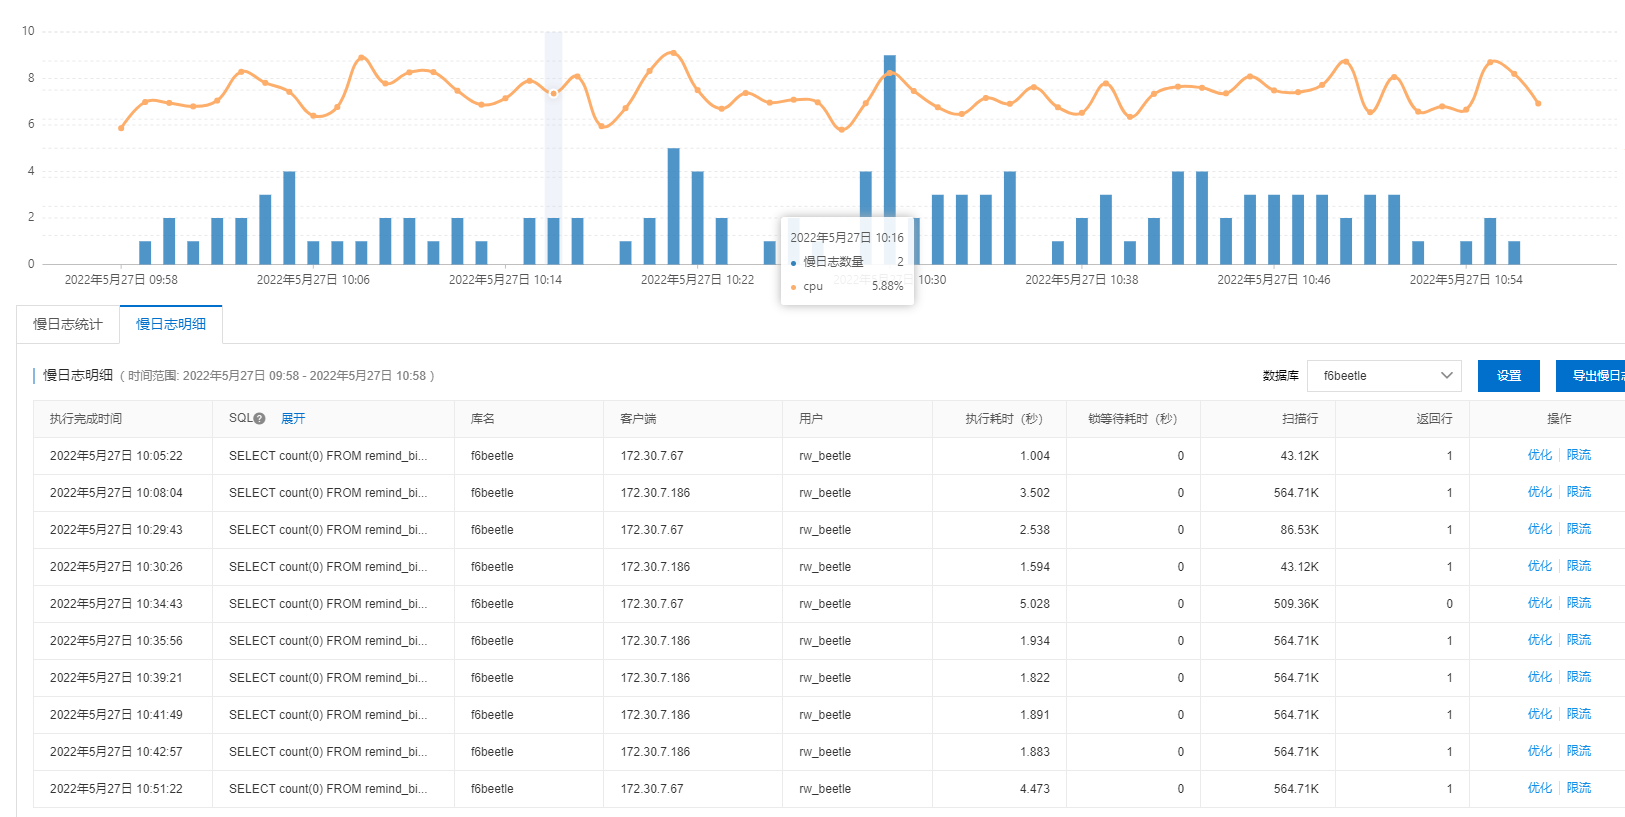 10
8
6
4
2
0
2022年5月27日 09:58
2022年5月27日 10:06
2022年5月27日 10:14
2022年5月27日 10:22
2022年5月27日 10:30
2022年5月27日 10:38
2022年5月27日 10:46
2022年5月27日 10:54
2022年5月27日 10:16
慢日志数量 2
cpu 5.88%
慢日志统计 慢日志明细
慢日志明细 ( 时间范围: 2022年5月27日 09:58 - 2022年5月27日 10:58 ) 数据库 f6beetle 设置 导出慢日志
执行完成时间 SQL 展开 库名 客户端 用户 执行耗时（秒） 锁等待耗时（秒） 扫描行 返回行 操作
2022年5月27日 10:05:22 SELECT count(0) FROM remind_bi... f6beetle 172.30.7.67 rw_beetle 1.004 0 43.12K 1 优化 限流
2022年5月27日 10:08:04 SELECT count(0) FROM remind_bi... f6beetle 172.30.7.186 rw_beetle 3.502 0 564.71K 1 优化 限流
2022年5月27日 10:29:43 SELECT count(0) FROM remind_bi... f6beetle 172.30.7.67 rw_beetle 2.538 0 86.53K 1 优化 限流
2022年5月27日 10:30:26 SELECT count(0) FROM remind_bi... f6beetle 172.30.7.186 rw_beetle 1.594 0 43.12K 1 优化 限流
2022年5月27日 10:34:43 SELECT count(0) FROM remind_bi... f6beetle 172.30.7.67 rw_beetle 5.028 0 509.36K 0 优化 限流
2022年5月27日 10:35:56 SELECT count(0) FROM remind_bi... f6beetle 172.30.7.186 rw_beetle 1.934 0 564.71K 1 优化 限流
2022年5月27日 10:39:21 SELECT count(0) FROM remind_bi... f6beetle 172.30.7.186 rw_beetle 1.822 0 564.71K 1 优化 限流
2022年5月27日 10:41:49 SELECT count(0) FROM remind_bi... f6beetle 172.30.7.186 rw_beetle 1.891 0 564.71K 1 优化 限流
2022年5月27日 10:42:57 SELECT count(0) FROM remind_bi... f6beetle 172.30.7.186 rw_beetle 1.883 0 564.71K 1 优化 限流
2022年5月27日 10:51:22 SELECT count(0) FROM remind_bi... f6beetle 172.30.7.67 rw_beetle 4.473 0 564.71K 1 优化 限流